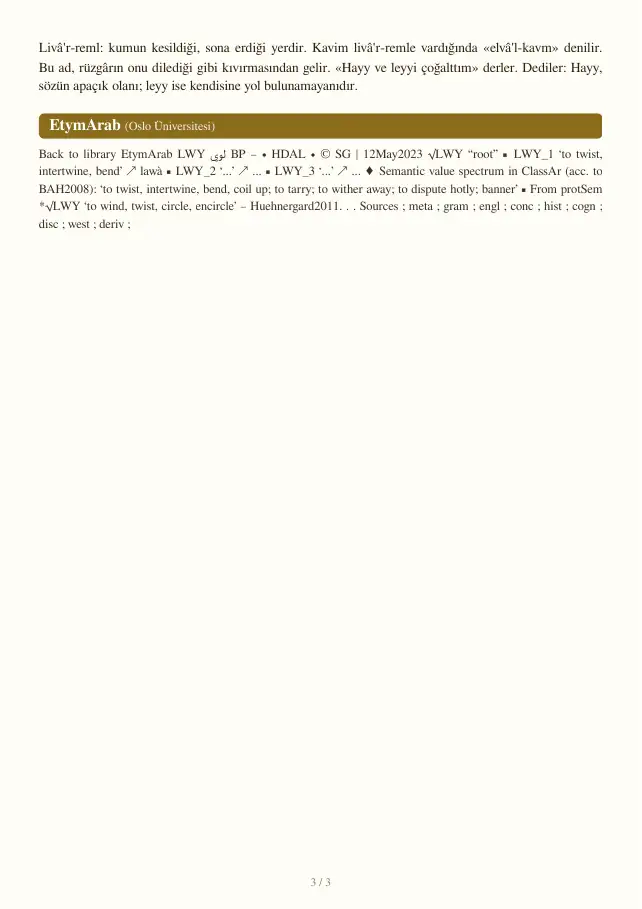 Livâ'r-reml: kumun kesildiği, sona erdiği yerdir. Kavim livâ'r-remle vardığında «elvâ'l-kavm» denilir.
Bu ad, rüzgârın onu dilediği gibi kıvırmasından gelir. «Hayy ve leyyi çoğalttım» derler. Dediler: Hayy,
sözün apaçık olanı; leyy ise kendisine yol bulunamayanıdır.
EtymArab (Oslo Üniversitesi)
Back to library EtymArab LWY لوي BP – • HDAL • © SG | 12May2023 √LWY “root” ▪ LWY_1 ‘to twist,
intertwine, bend’ ↗ lawà ▪ LWY_2 ‘...’ ↗ ... ▪ LWY_3 ‘...’ ↗ ... ♦ Semantic value spectrum in ClassAr (acc. to
BAH2008): ‘to twist, intertwine, bend, coil up; to tarry; to wither away; to dispute hotly; banner’ ▪ From protSem
*√LWY ‘to wind, twist, circle, encircle’ – Huehnergard2011. . . Sources ; meta ; gram ; engl ; conc ; hist ; cogn ;
disc ; west ; deriv ;
3 / 3